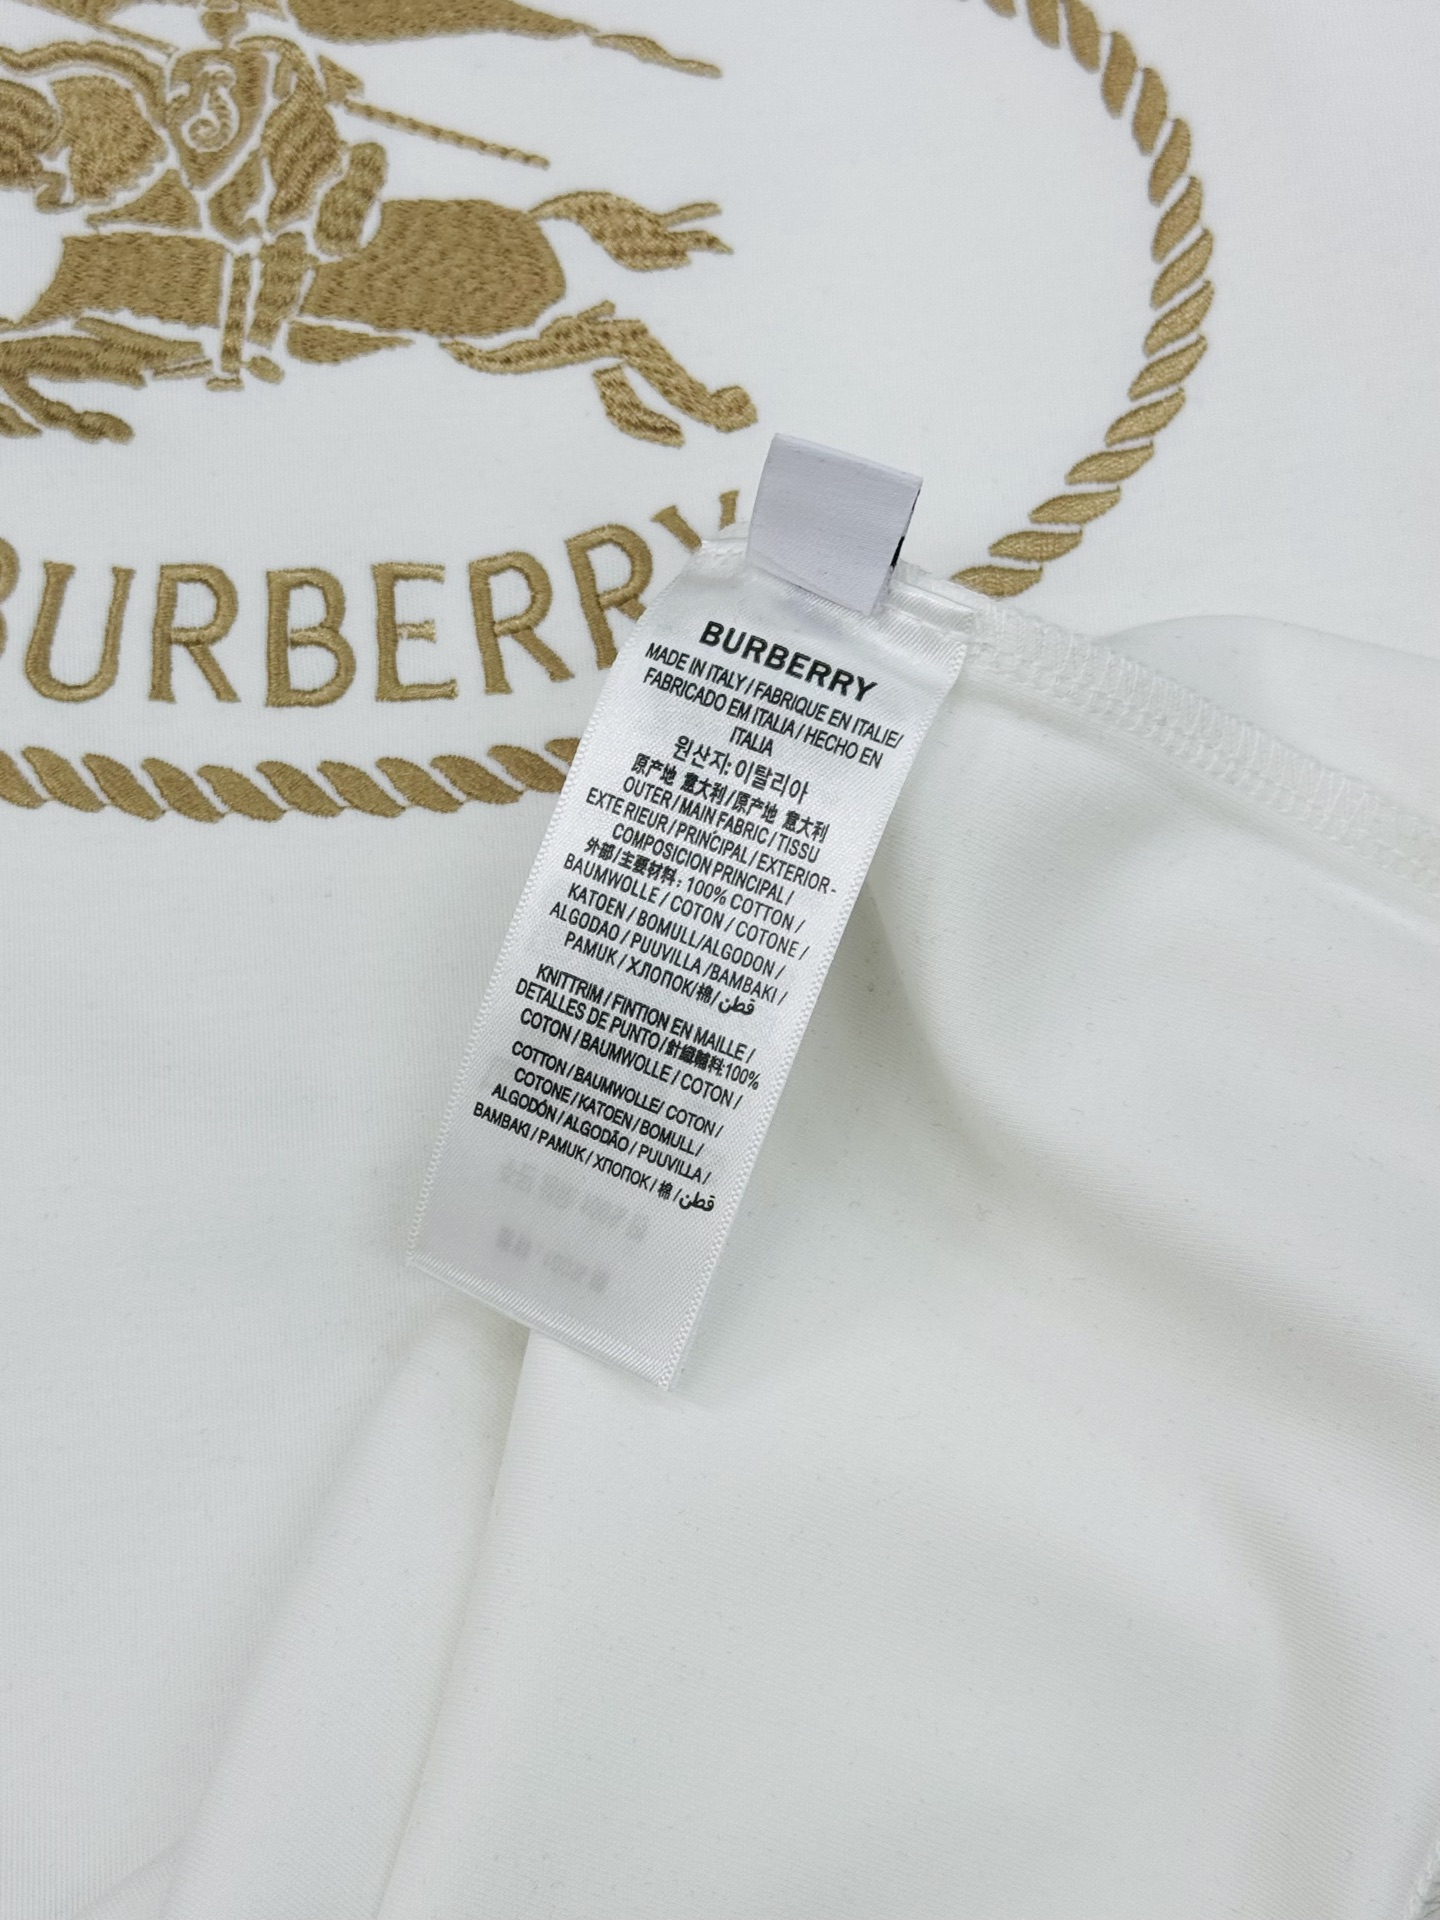 BURBERRY
BURBERRY
MADE IN ITALY / FABRIQUE EN ITALIE/
FABRICADO EM ITALIA / HECHO EN
ITALIA
원산지: 이탈리아
原产地 意大利/原产地 意大利
OUTER / MAIN FABRIC / TISSU
EXTE RIEUR / PRINCIPAL / EXTERIOR-
COMPOSICION PRINCIPAL/
外部/主要材料: 100% COTTON /
BAUMWOLLE / COTON / COTONE /
KATOEN / BOMULL/ALGODON /
ALGODAO / PUUVILLA /BAMBAKI /
PAMUK / ХЛОПОК/棉/ قطن
KNITTRIM / FINTION EN MAILLE /
DETALLES DE PUNTO/針織輔料:100%
COTON / BAUMWOLLE / COTON /
COTTON / BAUMWOLLE/ COTON /
COTONE / KATOEN / BOMULL /
ALGODÓN / ALGODÃO / PUUVILLA /
BAMBAKI / PAMUK / ХПОПОК / 棉 / قطن